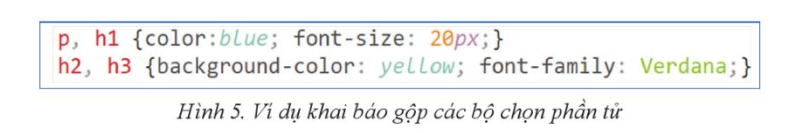 p, h1 {color:blue; font-size: 20px;}
h2, h3 {background-color: yellow; font-family: Verdana;}
Hình 5. Ví dụ khai báo gộp các bộ chọn phần tử